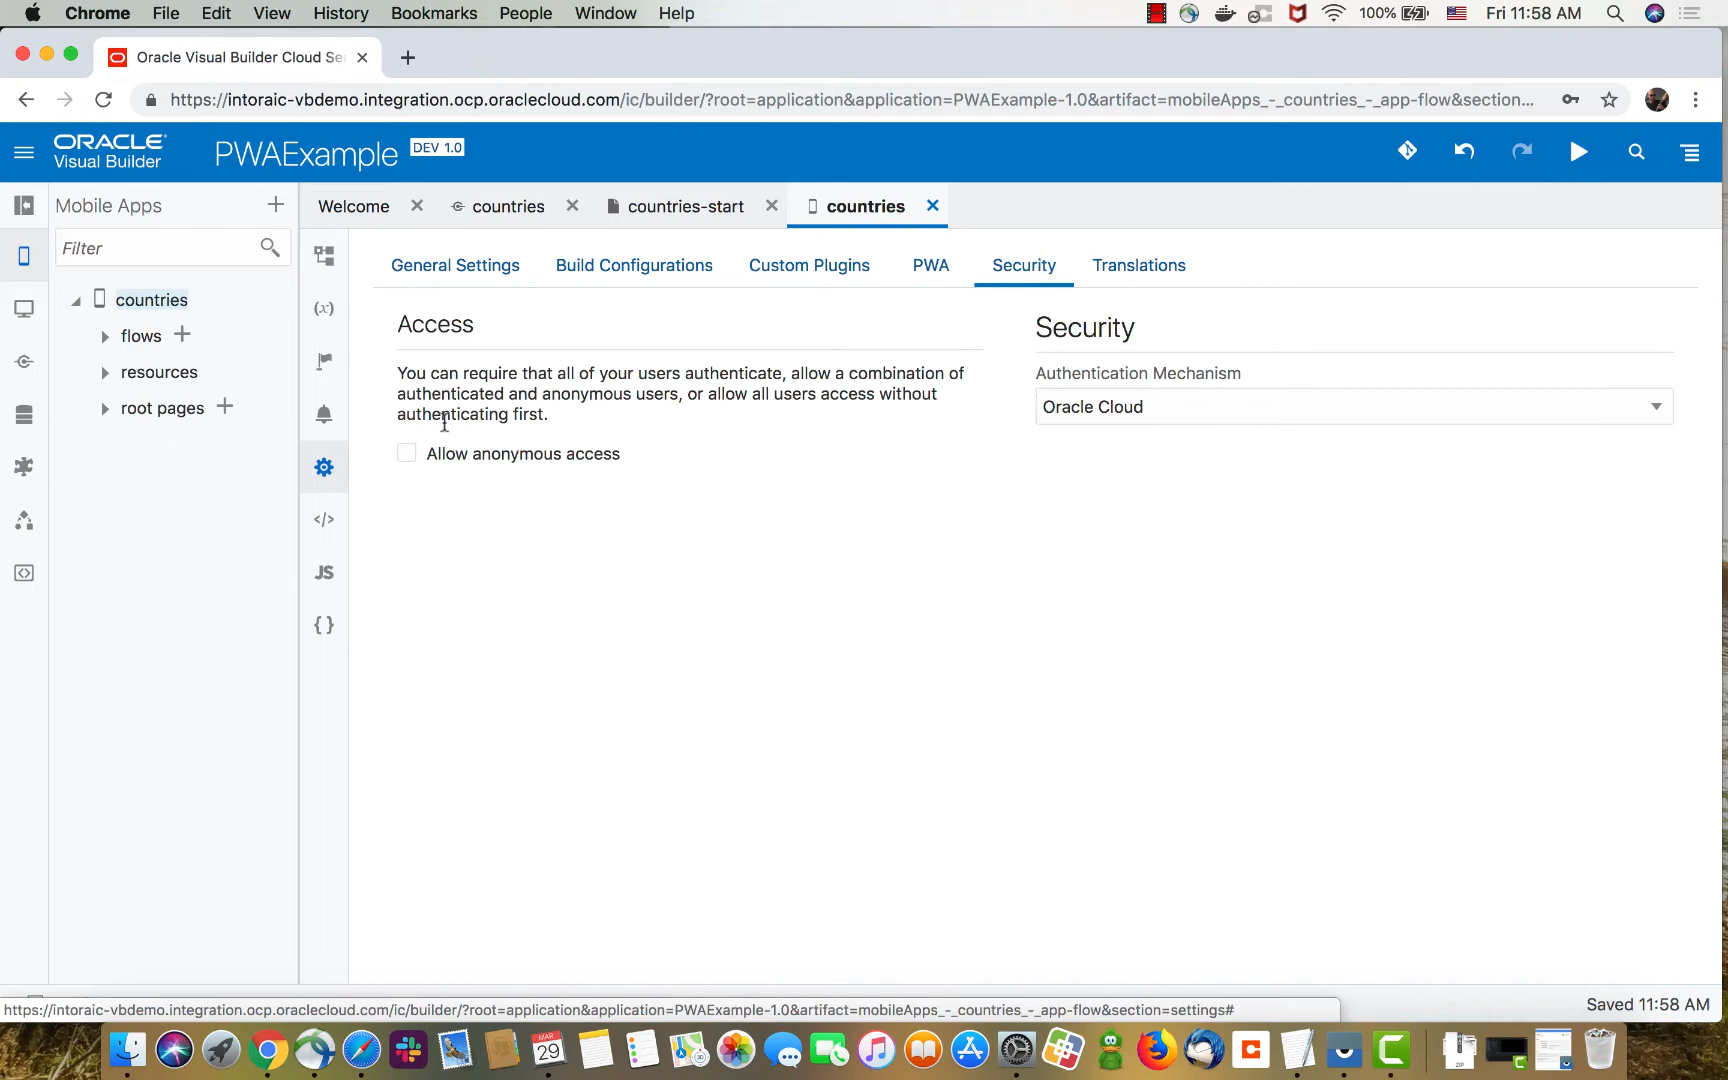 Chrome File Edit View History Bookmarks People Window Help 100% Fri 11:58 AM
Oracle Visual Builder Cloud Ser
https://intoraic-vbdemo.integration.ocp.oraclecloud.com/ic/builder/?root=application&application=PWAExample-1.0&artifact=mobileApps_-_countries_-_app-flow&section...
ORACLE
Visual Builder
PWAExample DEV 1.0
Mobile Apps
Welcome countries countries-start countries
Filter
General Settings Build Configurations Custom Plugins PWA Security Translations
countries
flows
resources
root pages
(x)
JS
{ }
Access
You can require that all of your users authenticate, allow a combination of
authenticated and anonymous users, or allow all users access without
authenticating first.
Allow anonymous access
Security
Authentication Mechanism
Oracle Cloud
https://intoraic-vbdemo.integration.ocp.oraclecloud.com/ic/builder/?root=application&application=PWAExample-1.0&artifact=mobileApps_-_countries_-_app-flow&section=settings#
Saved 11:58 AM
MAR
29
ZIP